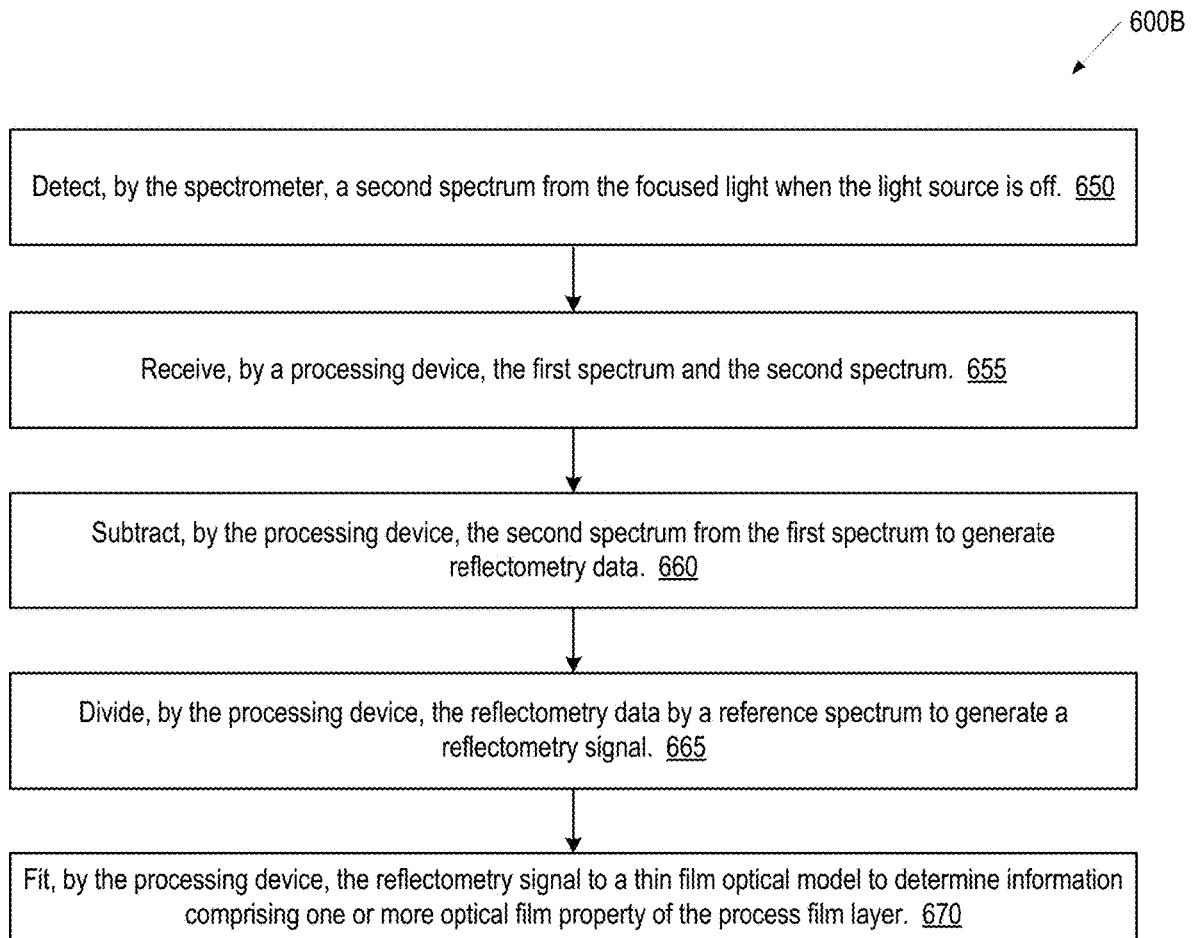 600B
Detect, by the spectrometer, a second spectrum from the focused light when the light source is off. 650
Receive, by a processing device, the first spectrum and the second spectrum. 655
Subtract, by the processing device, the second spectrum from the first spectrum to generate
reflectometry data. 660
Divide, by the processing device, the reflectometry data by a reference spectrum to generate a
reflectometry signal. 665
Fit, by the processing device, the reflectometry signal to a thin film optical model to determine information
comprising one or more optical film property of the process film layer. 670